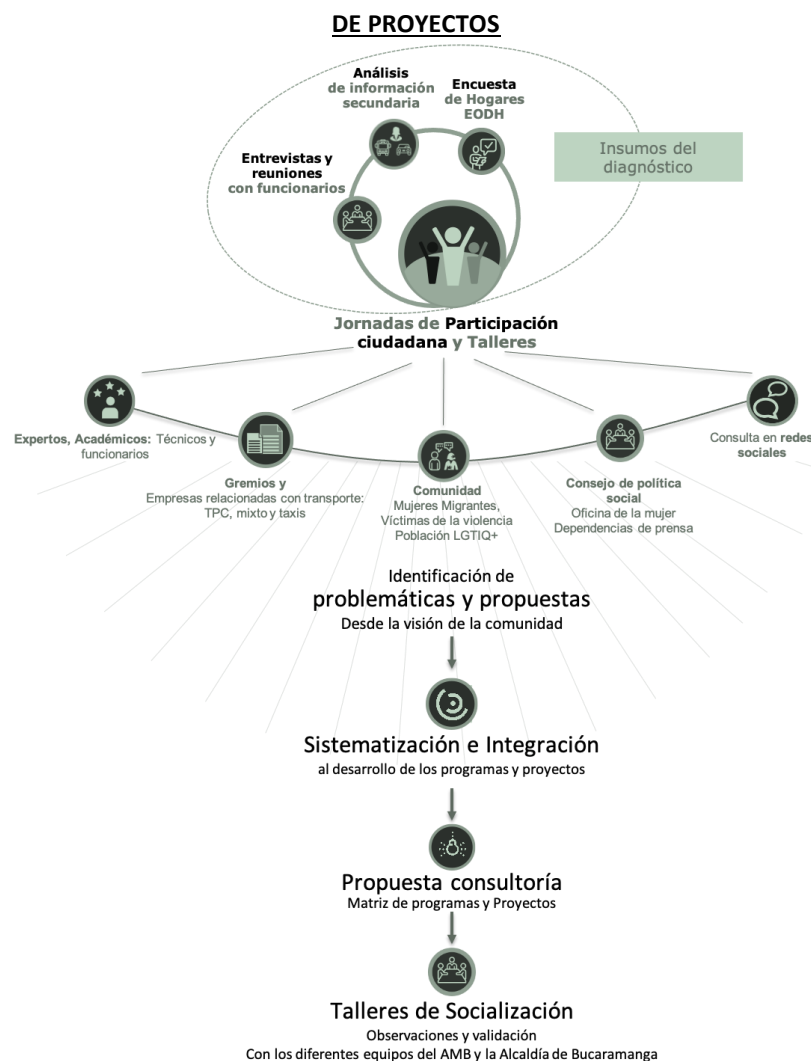 DE PROYECTOS
Análisis
de información
secundaria
Encuesta
de Hogares
EODH
Entrevistas y
reuniones
con funcionarios
Insumos del
diagnóstico
Jornadas de Participación
ciudadana y Talleres
Expertos, Académicos: Técnicos y
funcionarios
Gremios y
Empresas relacionadas con transporte:
TPC, mixto y taxis
Comunidad
Mujeres Migrantes,
Víctimas de la violencia
Población LGTIQ+
Consejo de política
social
Oficina de la mujer
Dependencias de prensa
Consulta en redes
sociales
Identificación de
problemáticas y propuestas
Desde la visión de la comunidad
Sistematización e Integración
al desarrollo de los programas y proyectos
Propuesta consultoría
Matriz de programas y Proyectos
Talleres de Socialización
Observaciones y validación
Con los diferentes equipos del AMB y la Alcaldía de Bucaramanga